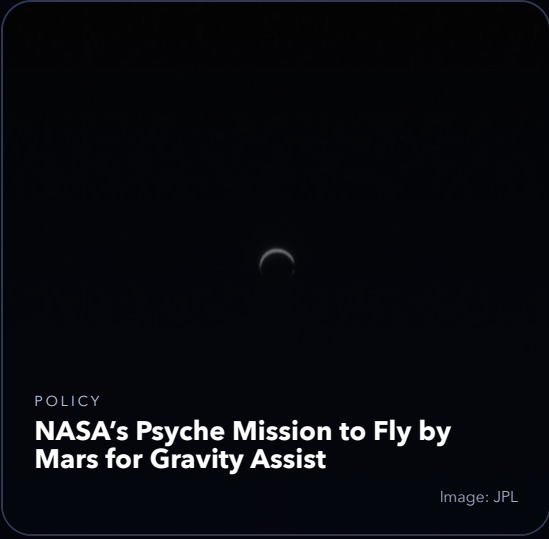 POLICY
NASA’s Psyche Mission to Fly by
Mars for Gravity Assist
Image: JPL